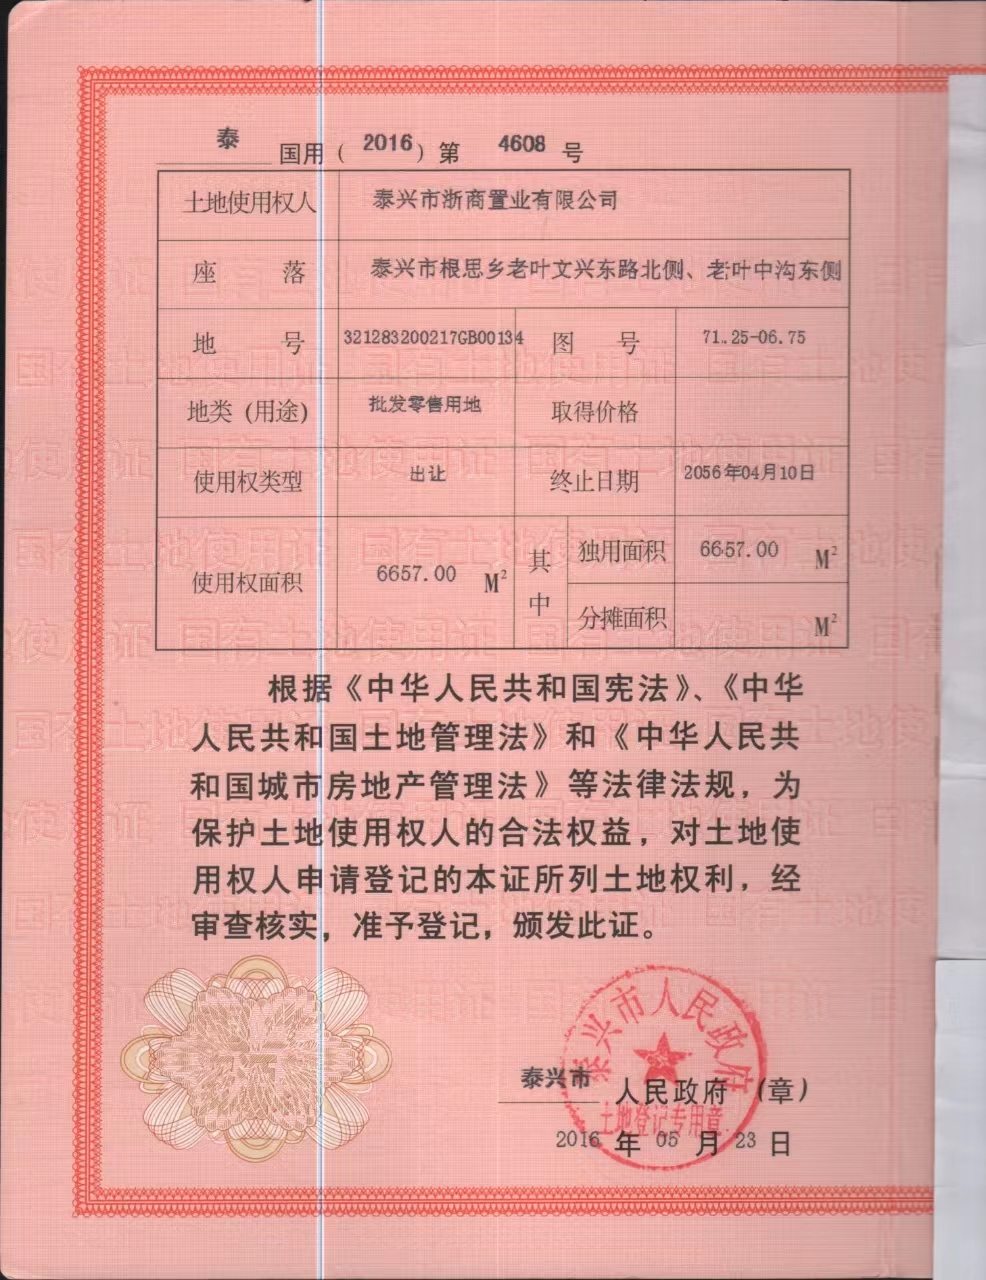 泰 国用（2016）第 4608 号
土地使用权人 泰兴市浙商置业有限公司
座 落 泰兴市根思乡老叶文兴东路北侧、老叶中沟东侧
地 号 321283200217GB00134 图 号 71.25-06.75
地类（用途） 批发零售用地 取得价格
使用权类型 出让 终止日期 2056年04月10日
使用权面积 6657.00 M² 其中 独用面积 6657.00 M²
分摊面积 M²
根据《中华人民共和国宪法》、《中华
人民共和国土地管理法》和《中华人民共
和国城市房地产管理法》等法律法规，为
保护土地使用权人的合法权益，对土地使
用权人申请登记的本证所列土地权利，经
审查核实，准予登记，颁发此证。
泰兴市人民政府
土地登记专用章
泰兴市 人民政府 （章）
2016 年 05 月 23 日
国有土地使用证